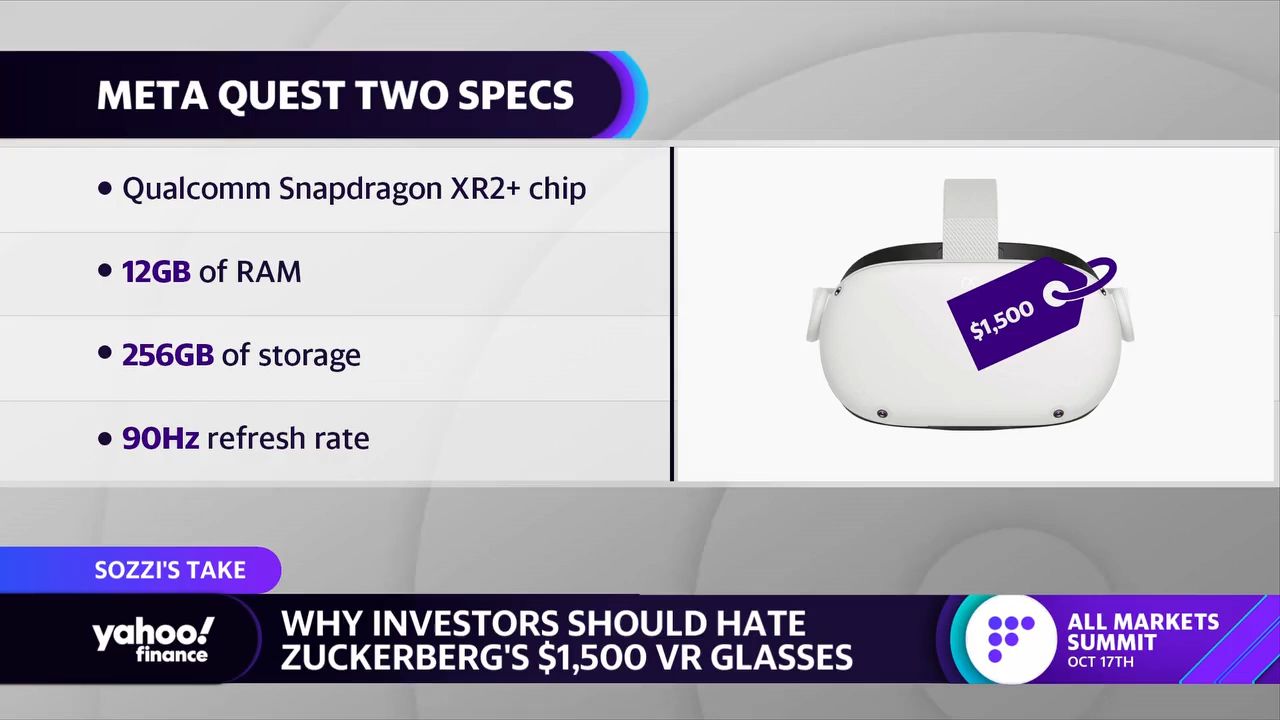 META QUEST TWO SPECS
• Qualcomm Snapdragon XR2+ chip
• 12GB of RAM
• 256GB of storage
• 90Hz refresh rate
$1,500
SOZZI'S TAKE
yahoo!
finance
WHY INVESTORS SHOULD HATE
ZUCKERBERG'S $1,500 VR GLASSES
ALL MARKETS
SUMMIT
OCT 17TH